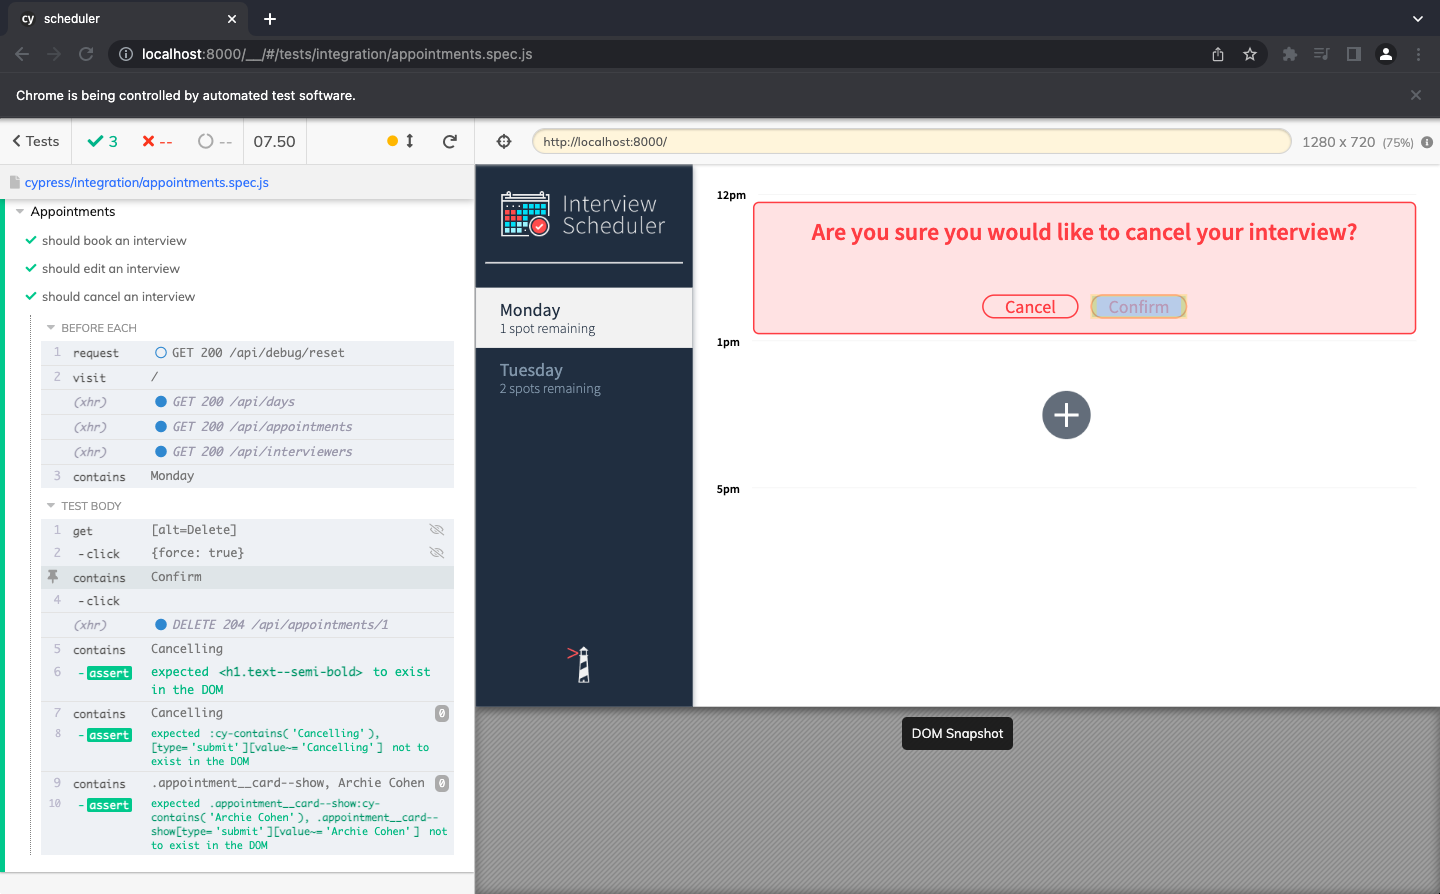 cy scheduler
localhost:8000/__/#/tests/integration/appointments.spec.js
Chrome is being controlled by automated test software.
Tests 3 -- -- 07.50
http://localhost:8000/ 1280 x 720 (75%)
cypress/integration/appointments.spec.js
Appointments
should book an interview
should edit an interview
should cancel an interview
BEFORE EACH
1 request GET 200 /api/debug/reset
2 visit /
(xhr) GET 200 /api/days
(xhr) GET 200 /api/appointments
(xhr) GET 200 /api/interviewers
3 contains Monday
TEST BODY
1 get [alt=Delete]
2 -click {force: true}
contains Confirm
4 -click
(xhr) DELETE 204 /api/appointments/1
5 contains Cancelling
6 -assert expected <h1.text--semi-bold> to exist
in the DOM
7 contains Cancelling 0
8 -assert expected :cy-contains('Cancelling'),
[type='submit'][value~='Cancelling'] not to
exist in the DOM
9 contains .appointment__card--show, Archie Cohen 0
10 -assert expected .appointment__card--show:cy-
contains('Archie Cohen'), .appointment__card--
show[type='submit'][value~='Archie Cohen'] not
to exist in the DOM
Interview
Scheduler
Monday
1 spot remaining
Tuesday
2 spots remaining
12pm
Are you sure you would like to cancel your interview?
Cancel Confirm
1pm
5pm
DOM Snapshot